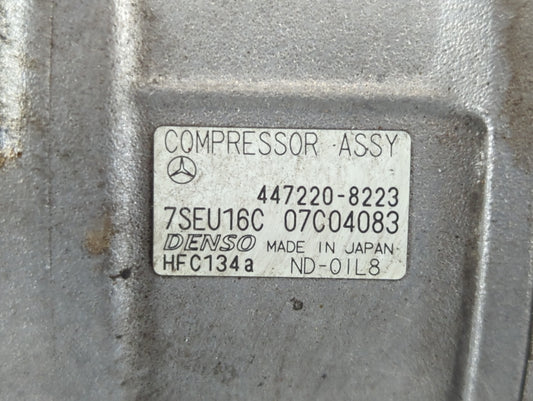 COMPRESSOR ASSY
447220-8223
7SEU16C 07C04083
DENSO MADE IN JAPAN
HFC134a ND-OIL8